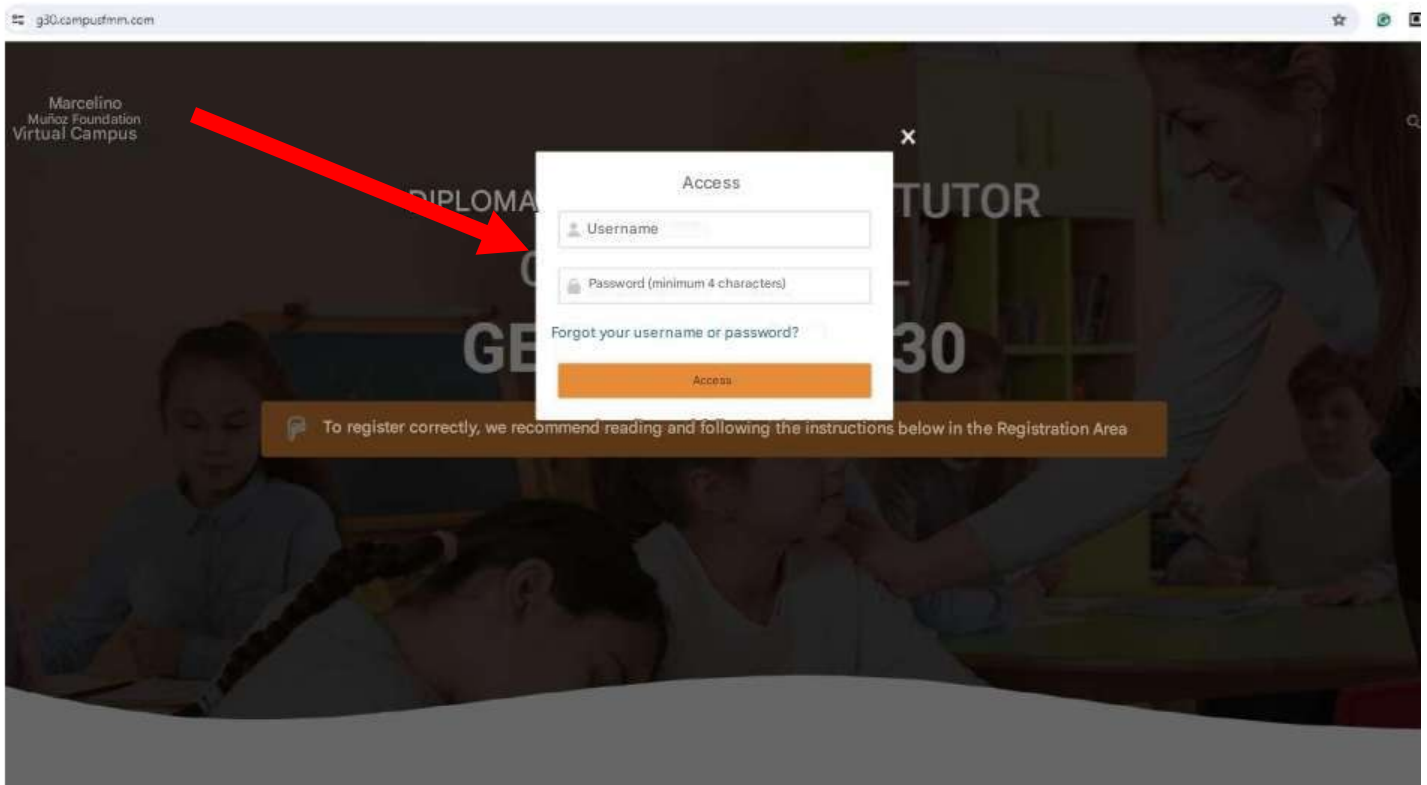 g30.campusfmm.com
Marcelino
Muñoz Foundation
Virtual Campus
Access
DIPLOMA
TUTOR
Username
Password (minimum 4 characters)
Forgot your username or password?
GE
30
Access
To register correctly, we recommend reading and following the instructions below in the Registration Area